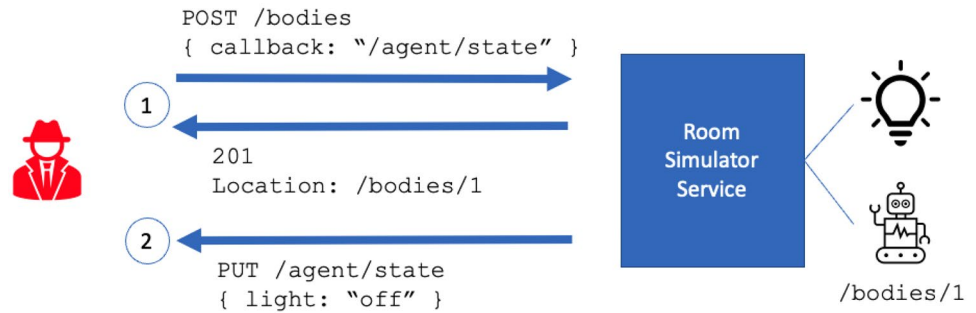 POST /bodies
{ callback: “/agent/state” }
1
201
Location: /bodies/1
2
PUT /agent/state
{ light: “off” }
Room
Simulator
Service
/bodies/1